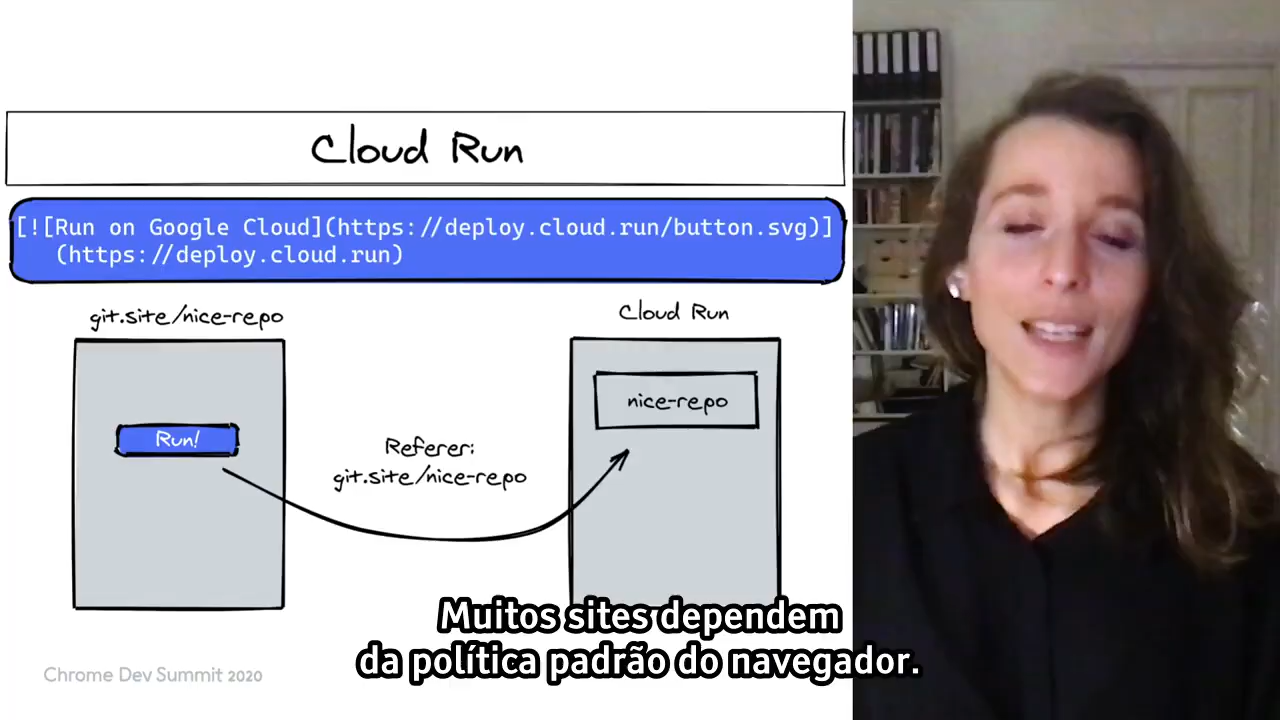 Cloud Run
[![Run on Google Cloud](https://deploy.cloud.run/button.svg)]
(https://deploy.cloud.run)
git.site/nice-repo
Cloud Run
Run!
nice-repo
Referer:
git.site/nice-repo
Muitos sites dependem
da política padrão do navegador.
Chrome Dev Summit 2020